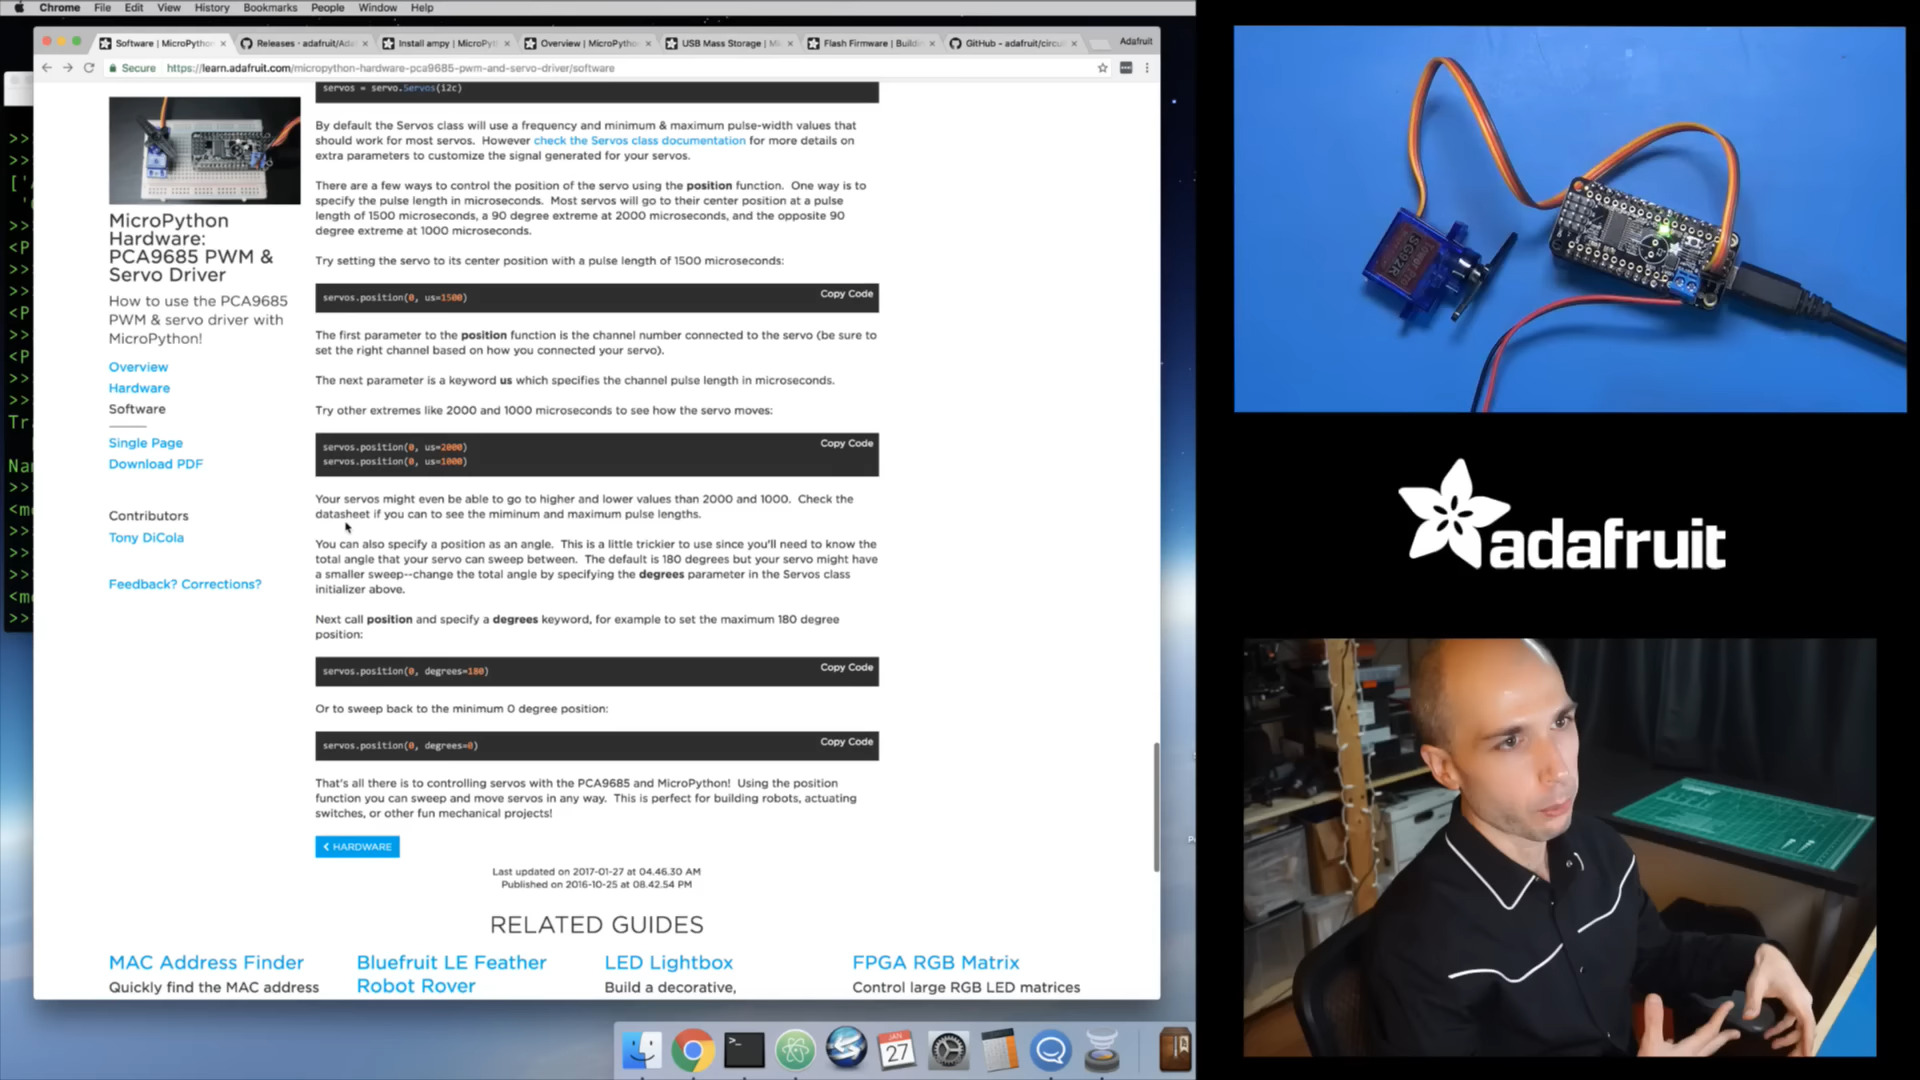 Chrome File Edit View History Bookmarks People Window Help
Software | MicroPython
Releases · adafruit/Ada
Install ampy | MicroPyt
Overview | MicroPython
USB Mass Storage | Mi
Flash Firmware | Buildin
GitHub - adafruit/circui
Adafruit
Secure https://learn.adafruit.com/micropython-hardware-pca9685-pwm-and-servo-driver/software
MicroPython
Hardware:
PCA9685 PWM &
Servo Driver
How to use the PCA9685
PWM & servo driver with
MicroPython!
Overview
Hardware
Software
Single Page
Download PDF
Contributors
Tony DiCola
Feedback? Corrections?
servos = servo.Servos(i2c)
By default the Servos class will use a frequency and minimum & maximum pulse-width values that
should work for most servos. However check the Servos class documentation for more details on
extra parameters to customize the signal generated for your servos.
There are a few ways to control the position of the servo using the position function. One way is to
specify the pulse length in microseconds. Most servos will go to their center position at a pulse
length of 1500 microseconds, a 90 degree extreme at 2000 microseconds, and the opposite 90
degree extreme at 1000 microseconds.
Try setting the servo to its center position with a pulse length of 1500 microseconds:
servos.position(0, us=1500)
Copy Code
The first parameter to the position function is the channel number connected to the servo (be sure to
set the right channel based on how you connected your servo).
The next parameter is a keyword us which specifies the channel pulse length in microseconds.
Try other extremes like 2000 and 1000 microseconds to see how the servo moves:
servos.position(0, us=2000)
servos.position(0, us=1000)
Copy Code
Your servos might even be able to go to higher and lower values than 2000 and 1000. Check the
datasheet if you can to see the miminum and maximum pulse lengths.
You can also specify a position as an angle. This is a little trickier to use since you'll need to know the
total angle that your servo can sweep between. The default is 180 degrees but your servo might have
a smaller sweep--change the total angle by specifying the degrees parameter in the Servos class
initializer above.
Next call position and specify a degrees keyword, for example to set the maximum 180 degree
position:
servos.position(0, degrees=180)
Copy Code
Or to sweep back to the minimum 0 degree position:
servos.position(0, degrees=0)
Copy Code
That's all there is to controlling servos with the PCA9685 and MicroPython! Using the position
function you can sweep and move servos in any way. This is perfect for building robots, actuating
switches, or other fun mechanical projects!
HARDWARE
Last updated on 2017-01-27 at 04.46.30 AM
Published on 2016-10-25 at 08.42.54 PM
RELATED GUIDES
MAC Address Finder
Quickly find the MAC address
Bluefruit LE Feather
Robot Rover
LED Lightbox
Build a decorative,
FPGA RGB Matrix
Control large RGB LED matrices
JAN
27
SG92R
adafruit